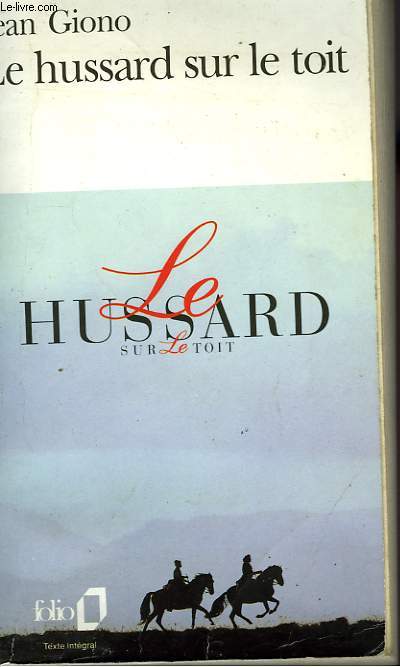 Le-livre.com
ean Giono
Le hussard sur le toit
Le
HUSSARD
SUR Le TOIT
folio
Texte intégral